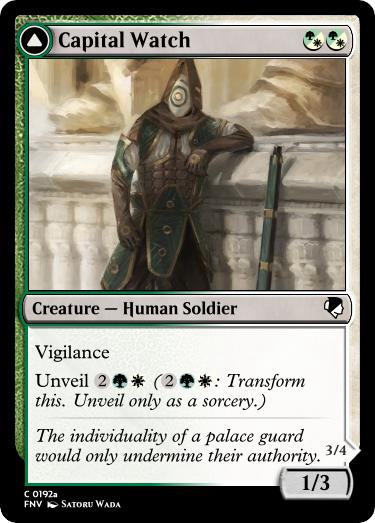 Capital Watch
Creature — Human Soldier
Vigilance
Unveil 2 (2: Transform
this. Unveil only as a sorcery.)
The individuality of a palace guard
would only undermine their authority.
3/4
1/3
C 0192a
FNV Satoru Wada